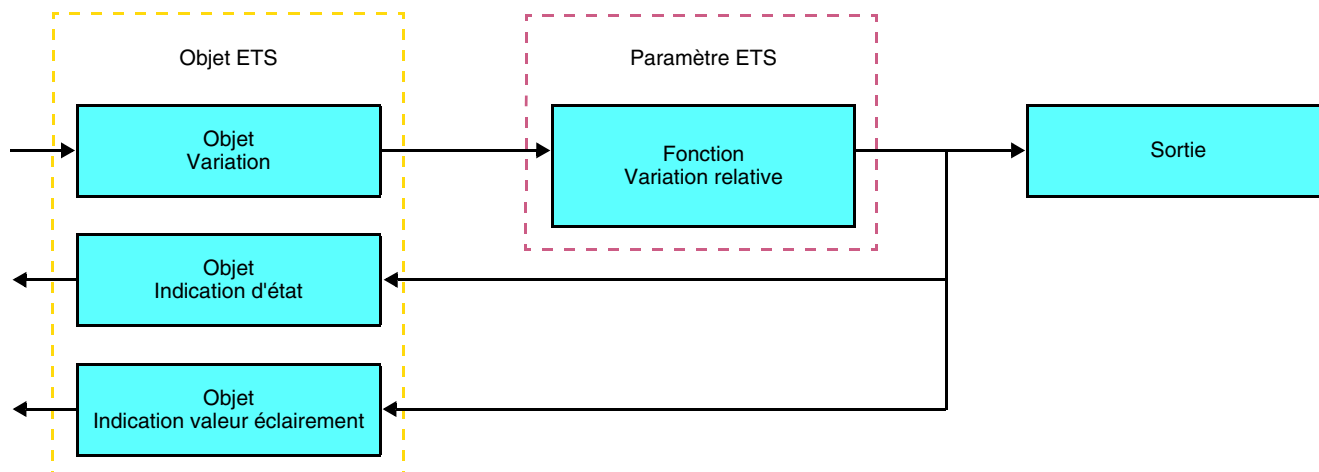 Objet ETS
Paramètre ETS
Objet
Variation
Fonction
Variation relative
Sortie
Objet
Indication d'état
Objet
Indication valeur éclairement